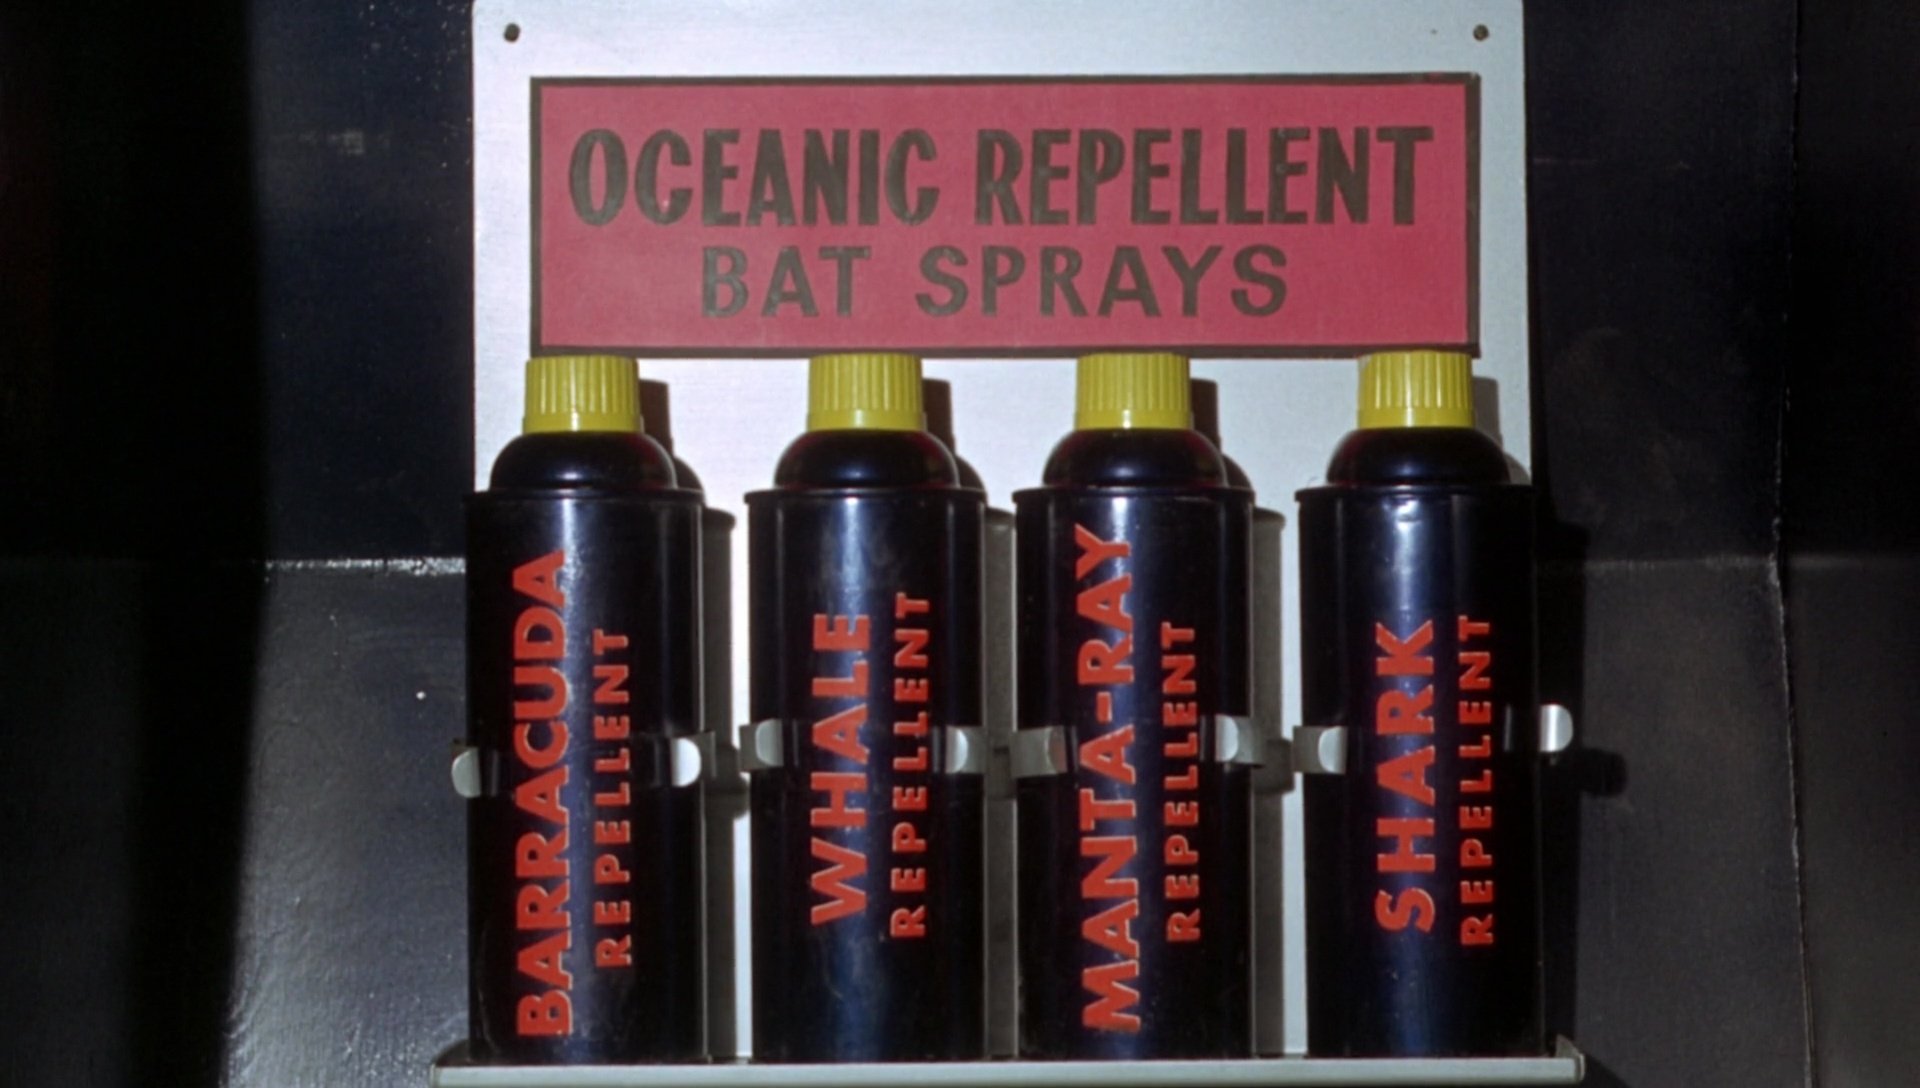 OCEANIC REPELLENT
BAT SPRAYS
BARRACUDA
REPELLENT
WHALE
REPELLENT
MANTA-RAY
REPELLENT
SHARK
REPELLENT